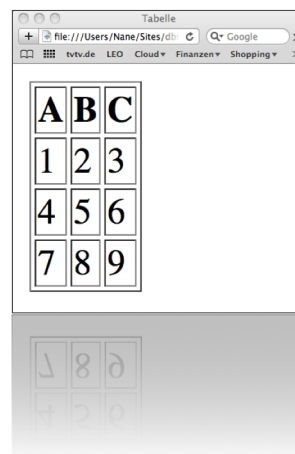 Tabelle
file:///Users/Nane/Sites/db Google
tvtv.de LEO Cloud Finanzen Shopping
A B C
1 2 3
4 5 6
7 8 9